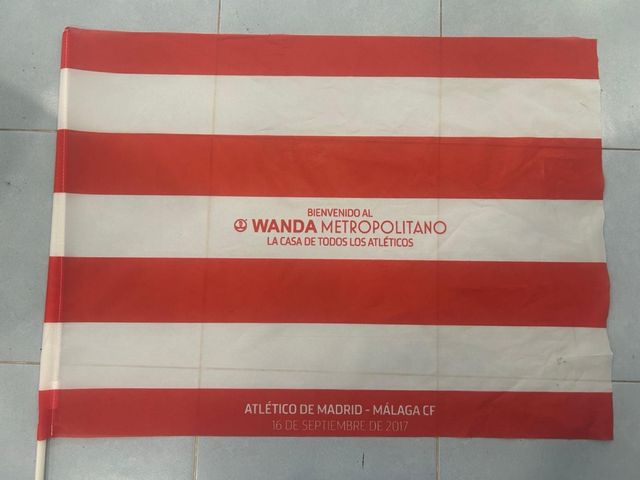 BIENVENIDO AL
WANDA METROPOLITANO
LA CASA DE TODOS LOS ATLÉTICOS
ATLÉTICO DE MADRID - MÁLAGA CF
16 DE SEPTIEMBRE DE 2017